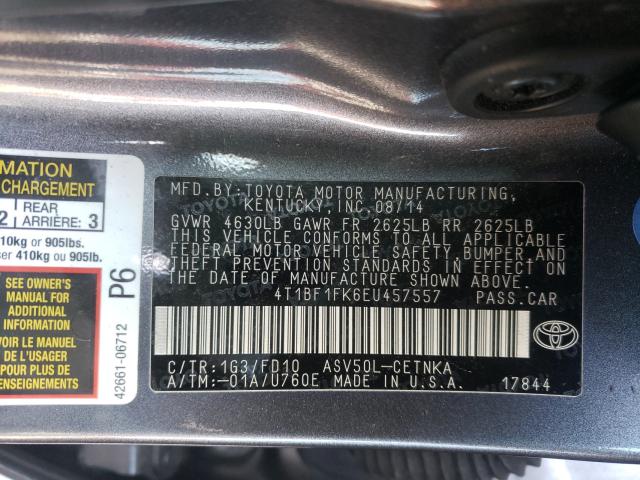 MATION
CHARGEMENT
2 REAR ARRIÈRE: 3
10kg or 905lbs.
ser 410kg ou 905lb.
SEE OWNER'S
MANUAL FOR
ADDITIONAL
INFORMATION
VOIR LE MANUEL
DE L'USAGER
POUR PLUS DE
RENSEIGNEMENTS
P6
42661-06712
MFD. BY: TOYOTA MOTOR MANUFACTURING,
KENTUCKY, INC. 08/14
GVWR 4630LB GAWR FR 2625LB RR 2625LB
THIS VEHICLE CONFORMS TO ALL APPLICABLE
FEDERAL MOTOR VEHICLE SAFETY, BUMPER, AND
THEFT PREVENTION STANDARDS IN EFFECT ON
THE DATE OF MANUFACTURE SHOWN ABOVE.
4T1BF1FK6EU457557 PASS.CAR
TOYOTA
C/TR:1G3/FD10 ASV50L-CETNKA
A/TM:-01A/U760E MADE IN U.S.A. 17844